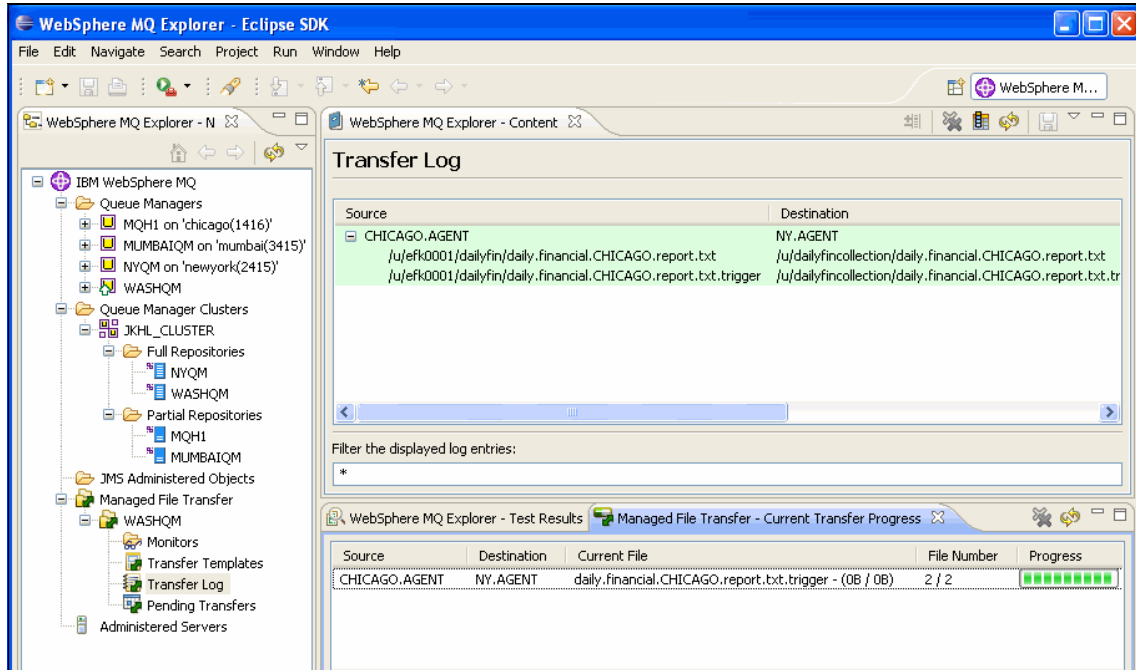 WebSphere MQ Explorer - Eclipse SDK
File Edit Navigate Search Project Run Window Help
WebSphere M...
WebSphere MQ Explorer - N
IBM WebSphere MQ
Queue Managers
MQH1 on 'chicago(1416)'
MUMBAIQM on 'mumbai(3415)'
NYQM on 'newyork(2415)'
WASHQM
Queue Manager Clusters
JKHL_CLUSTER
Full Repositories
NYQM
WASHQM
Partial Repositories
MQH1
MUMBAIQM
JMS Administered Objects
Managed File Transfer
WASHQM
Monitors
Transfer Templates
Transfer Log
Pending Transfers
Administered Servers
WebSphere MQ Explorer - Content
Transfer Log
Source Destination
CHICAGO.AGENT NY.AGENT
/u/efk0001/dailyfin/daily.financial.CHICAGO.report.txt /u/dailyfincollection/daily.financial.CHICAGO.report.txt
/u/efk0001/dailyfin/daily.financial.CHICAGO.report.txt.trigger /u/dailyfincollection/daily.financial.CHICAGO.report.txt.tr
Filter the displayed log entries:
*
WebSphere MQ Explorer - Test Results Managed File Transfer - Current Transfer Progress
Source Destination Current File File Number Progress
CHICAGO.AGENT NY.AGENT daily.financial.CHICAGO.report.txt.trigger - (0B / 0B) 2 / 2